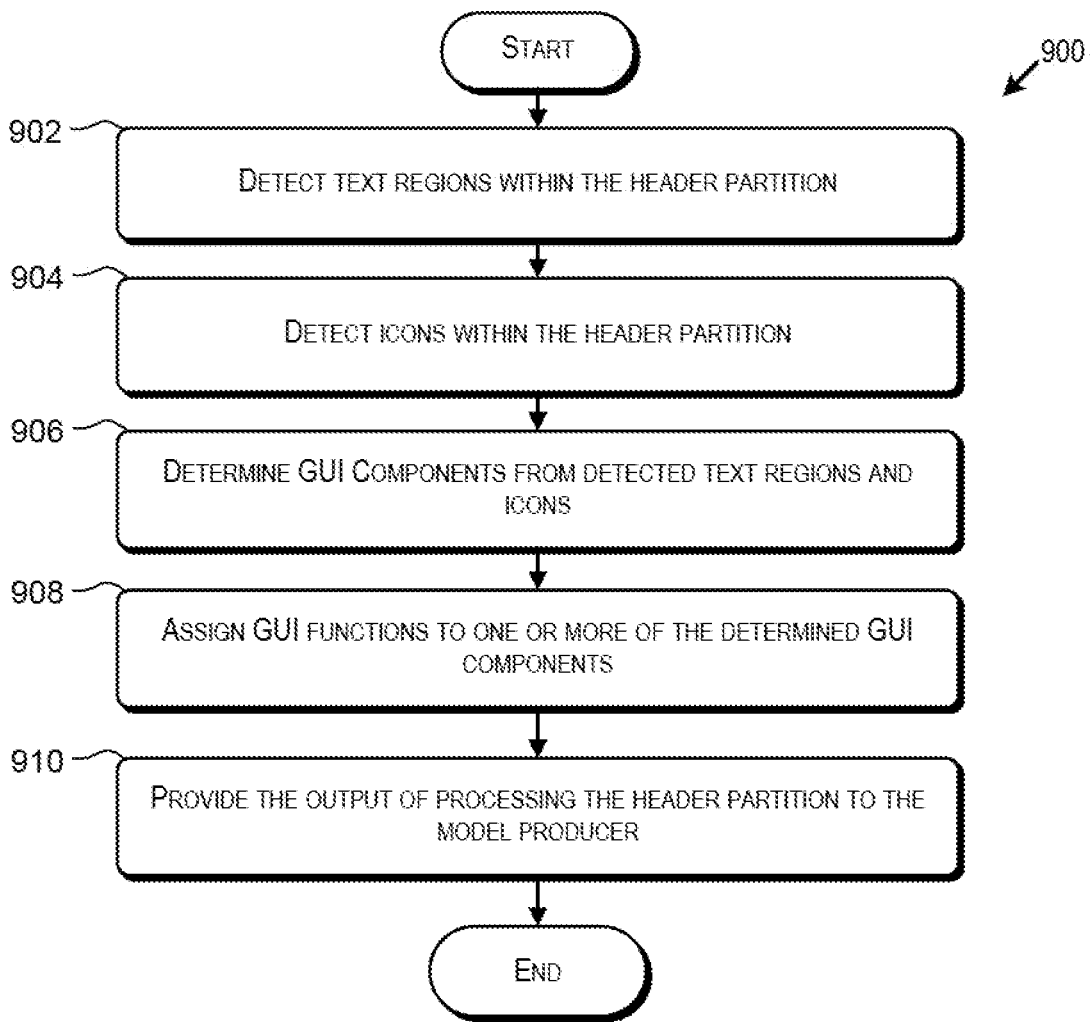 START
900
902
DETECT TEXT REGIONS WITHIN THE HEADER PARTITION
904
DETECT ICONS WITHIN THE HEADER PARTITION
906
DETERMINE GUI COMPONENTS FROM DETECTED TEXT REGIONS AND
ICONS
908
ASSIGN GUI FUNCTIONS TO ONE OR MORE OF THE DETERMINED GUI
COMPONENTS
910
PROVIDE THE OUTPUT OF PROCESSING THE HEADER PARTITION TO THE
MODEL PRODUCER
END